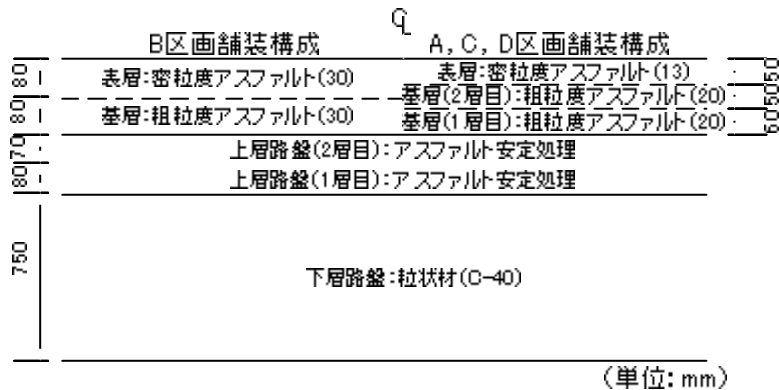 ℄
B区画舗装構成
A,C,D区画舗装構成
80
表層:密粒度アスファルト(30)
表層:密粒度アスファルト(13)
50
基層(2層目):粗粒度アスファルト(20)
50
80
基層:粗粒度アスファルト(30)
基層(1層目):粗粒度アスファルト(20)
60
70
上層路盤(2層目):アスファルト安定処理
80
上層路盤(1層目):アスファルト安定処理
750
下層路盤:粒状材(C-40)
(単位:mm)